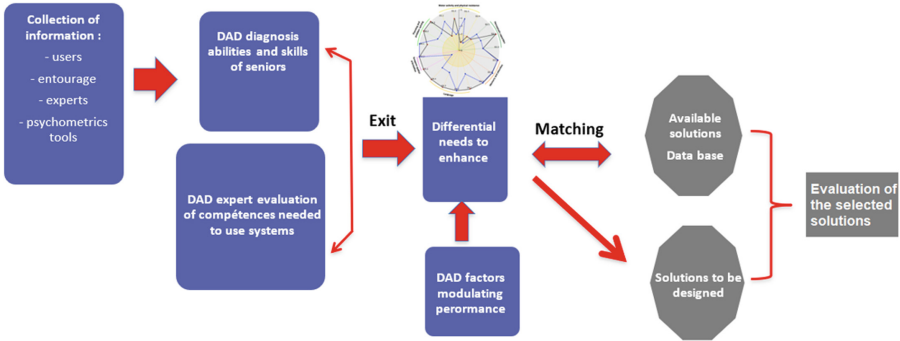 Collection of
information :
- users
- entourage
- experts
- psychometrics
tools
DAD diagnosis
abilities and skills
of seniors
DAD expert evaluation
of compétences needed
to use systems
Exit
Differential
needs to
enhance
DAD factors
modulating
perormance
Matching
Available
solutions
Data base
Solutions to be
designed
Evaluation of
the selected
solutions